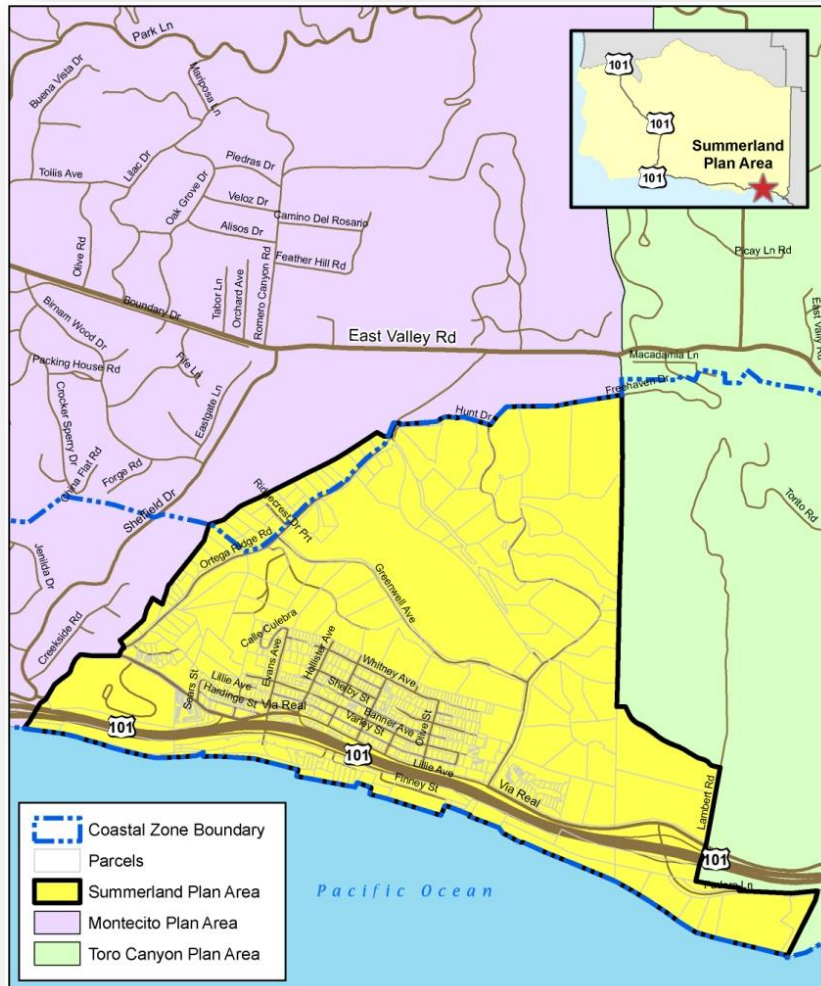 Park Ln
Buena Vista Dr
Mariposa Ln
101
101
101
Summerland
Plan Area
Piedras Dr
Lilac Dr
Tollis Ave
Oak Grove Dr
Veloz Dr
Camino Del Rosario
Alisos Dr
Olive Rd
Feather Hill Rd
Picay Ln Rd
Tabor Ln
Orchard Ave
Romero Canyon Rd
Boundary Dr
Birnam Wood Dr
East Valley Rd
Macadamia Ln
Fife Ln
Packing House Rd
Freehaven Dr
Crocker Sperry Dr
Eastgate Ln
Hunt Dr
China Flat Rd
Forge Rd
Sheffield Dr
Ridgecrest Dr Prt
Torito Rd
Ortega Ridge Rd
Jenilda Dr
Greenwell Ave
Creekside Rd
Calle Culebra
Evans Ave
Hollister Ave
Whitney Ave
Sears St
Lillie Ave
Shelby St
Hardinge St
Via Real
Banner Ave
Varley St
Olive St
101
101
Lillie Ave
Finney St
Via Real
Lambert Rd
101
Pacific Ocean
Coastal Zone Boundary
Parcels
Summerland Plan Area
Montecito Plan Area
Toro Canyon Plan Area